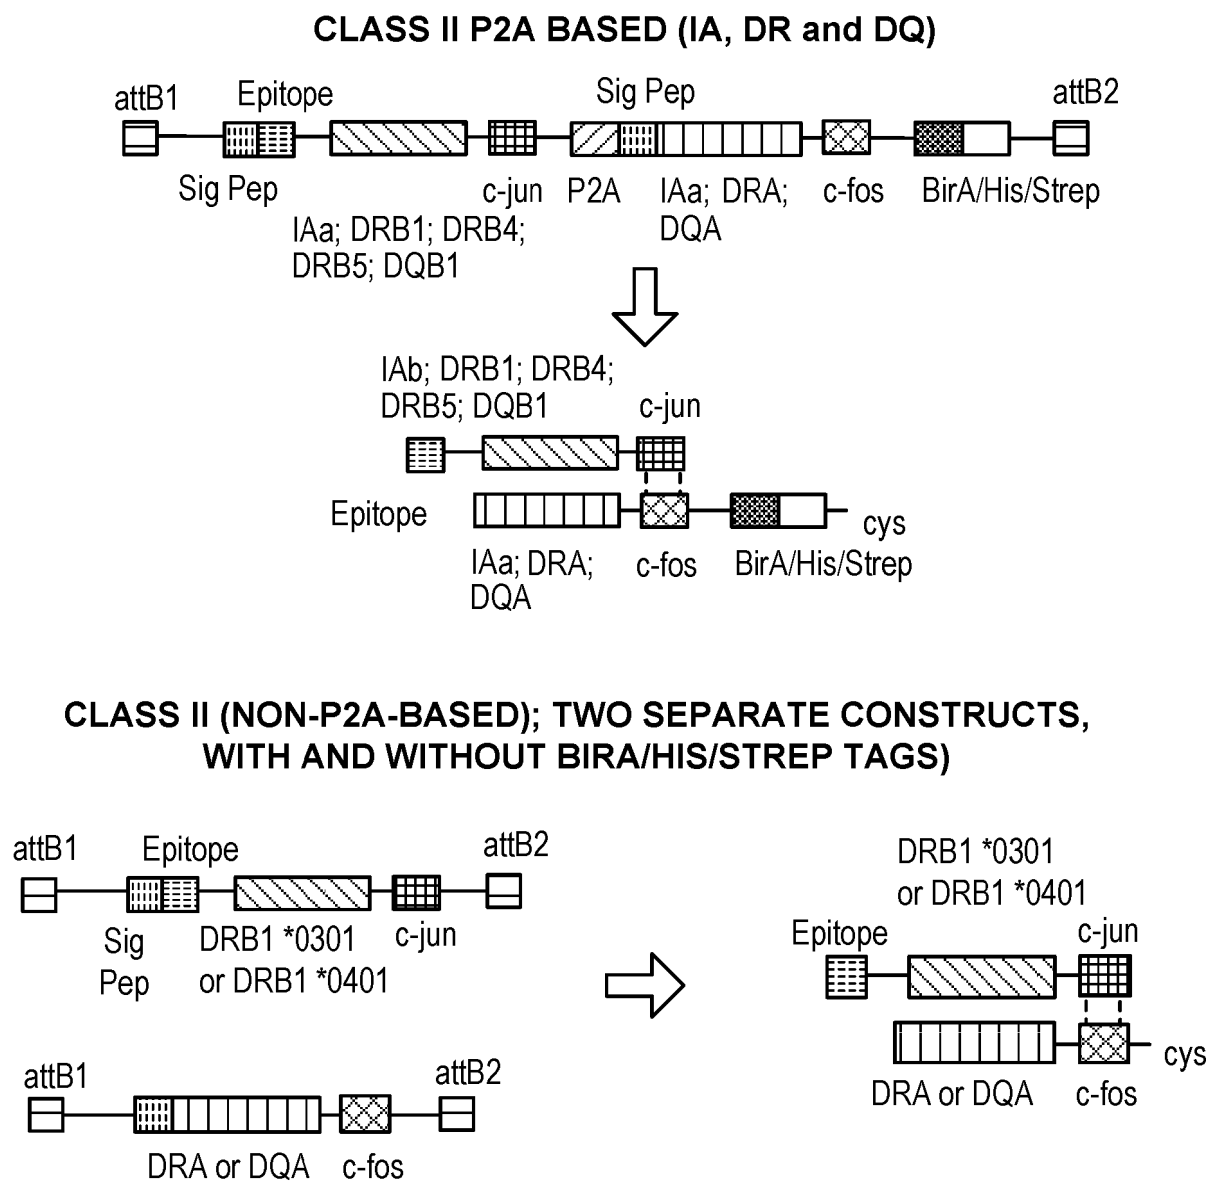 CLASS II P2A BASED (IA, DR and DQ)
attB1
Epitope
Sig Pep
attB2
Sig Pep
c-jun
P2A
IAa; DRA;
DQA
c-fos
BirA/His/Strep
IAa; DRB1; DRB4;
DRB5; DQB1
IAb; DRB1; DRB4;
DRB5; DQB1
c-jun
Epitope
cys
IAa; DRA;
DQA
c-fos
BirA/His/Strep
CLASS II (NON-P2A-BASED); TWO SEPARATE CONSTRUCTS,
WITH AND WITHOUT BIRA/HIS/STREP TAGS)
attB1
Epitope
attB2
Sig
Pep
DRB1 *0301
or DRB1 *0401
c-jun
attB1
attB2
DRA or DQA
c-fos
DRB1 *0301
or DRB1 *0401
Epitope
c-jun
cys
DRA or DQA
c-fos